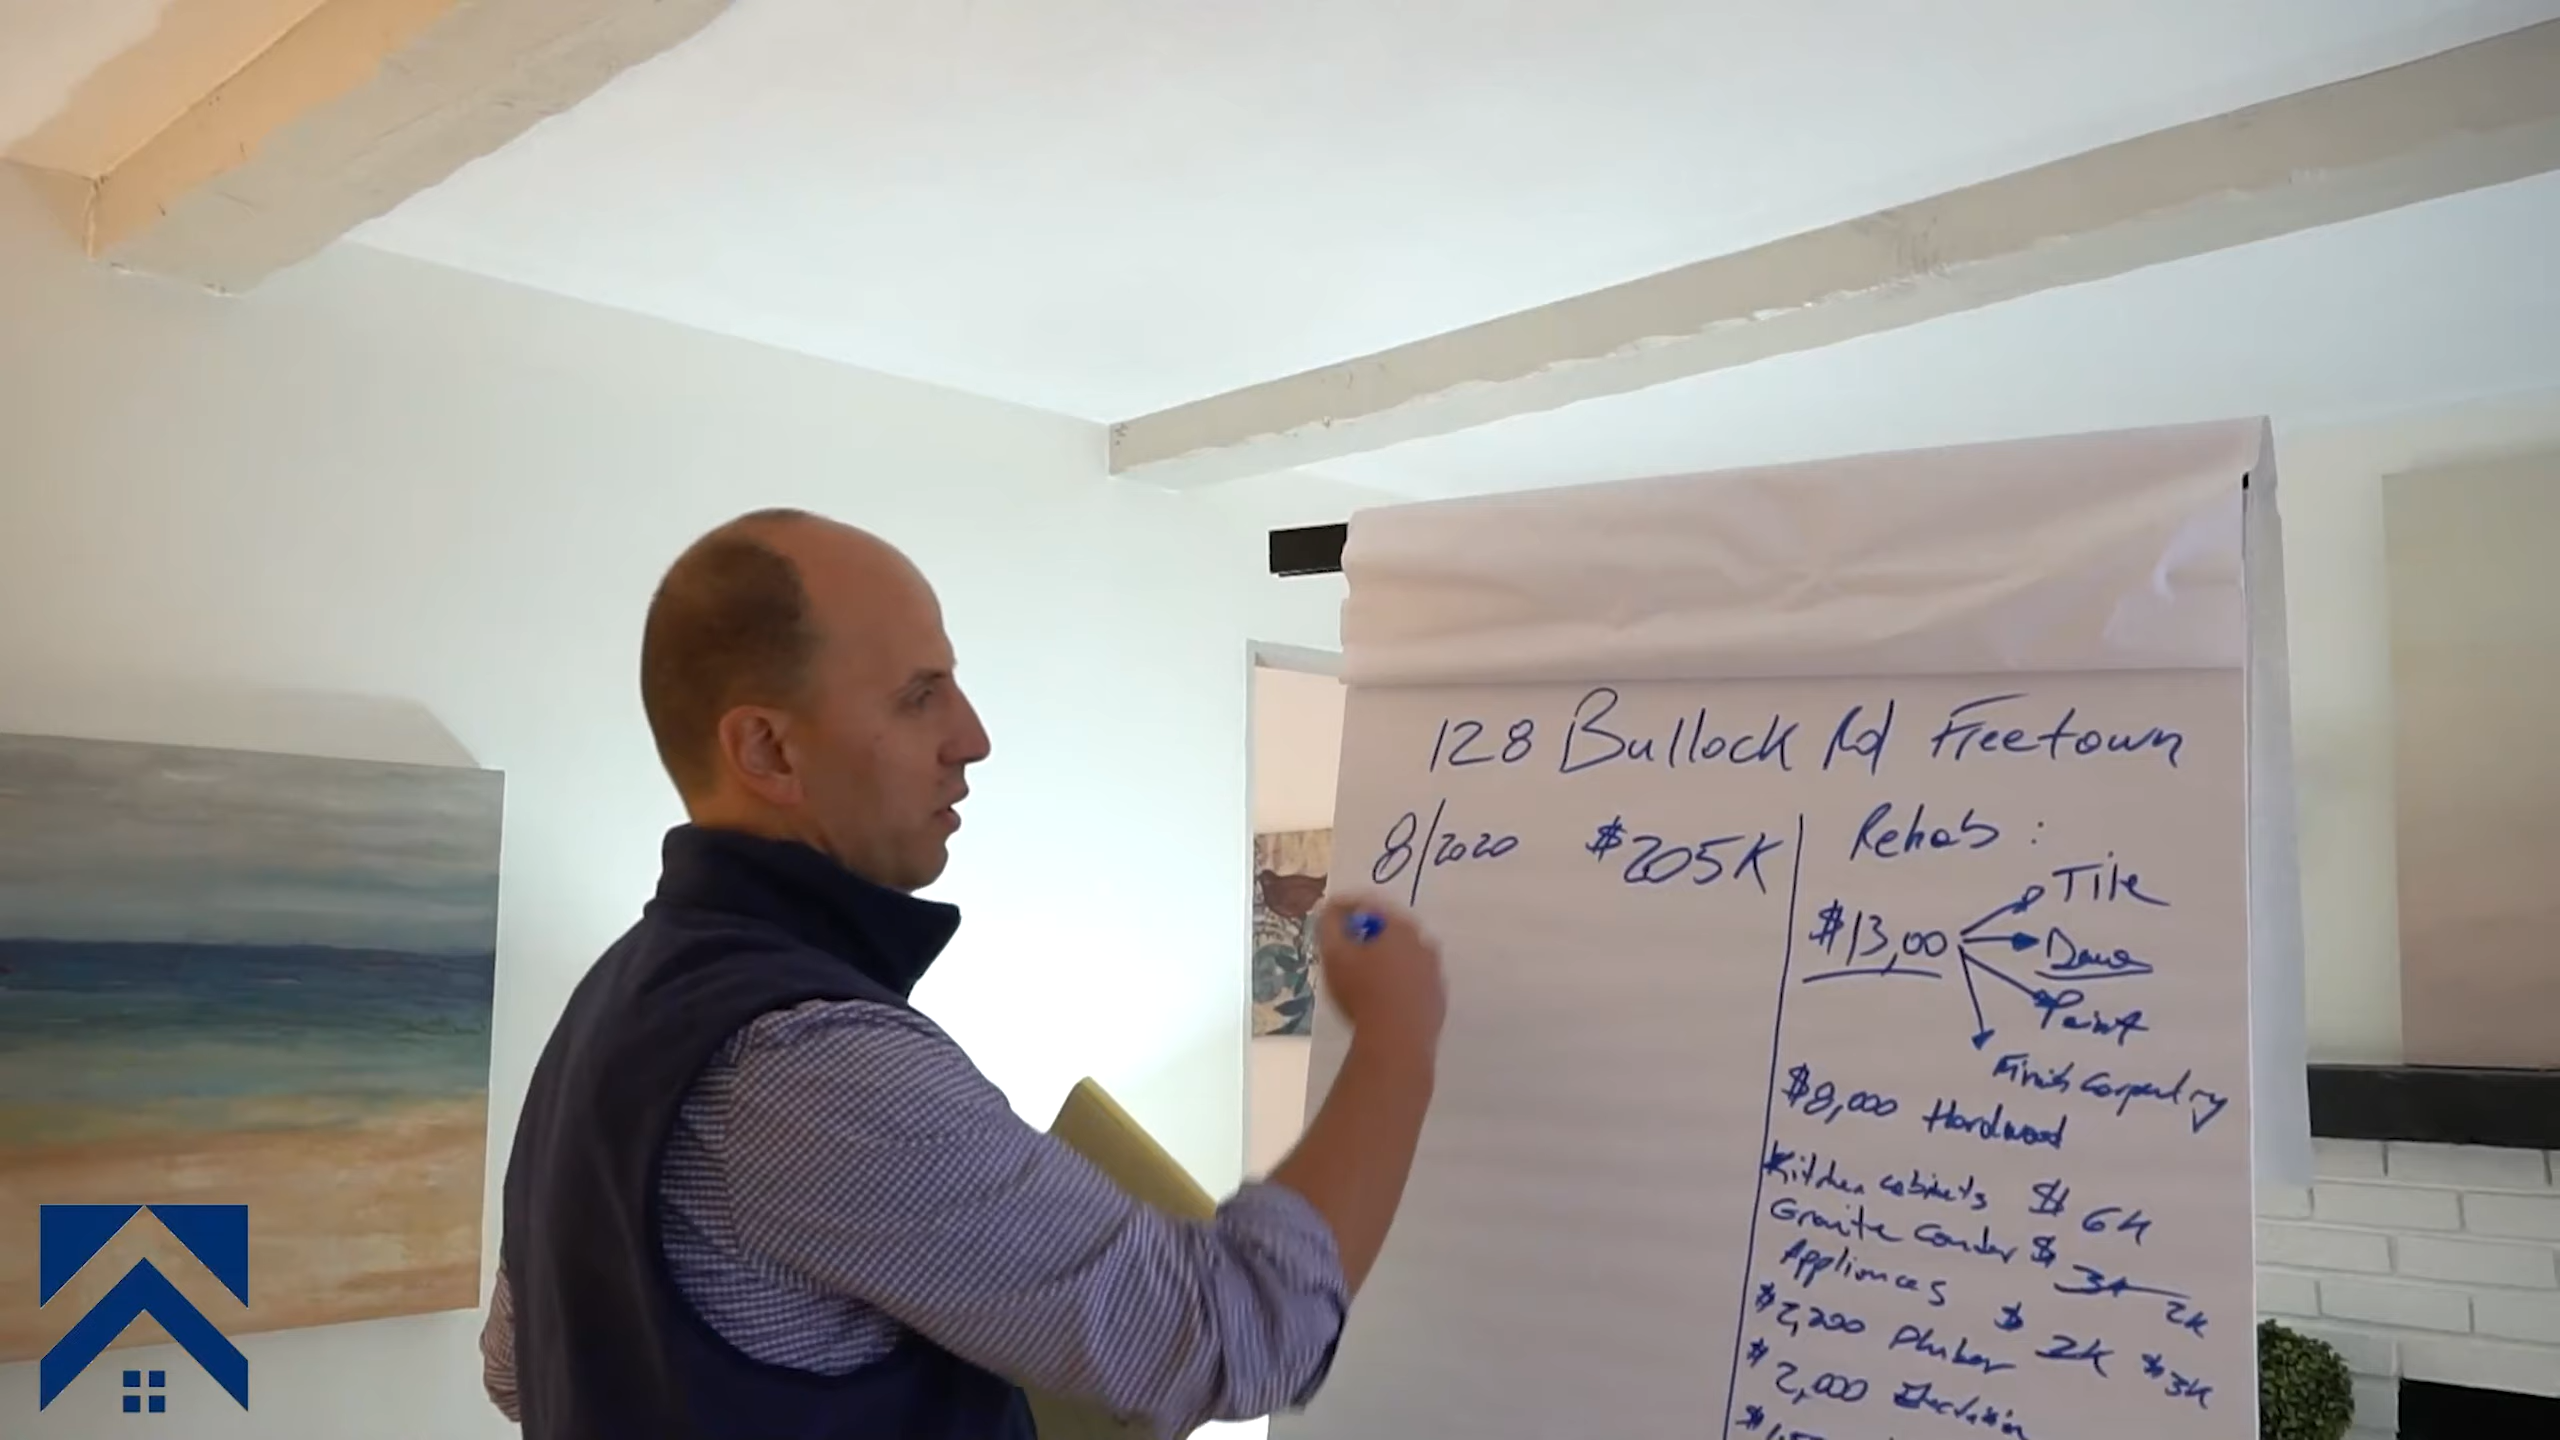 128 Bullock Rd Freetown
8/2020 $205K
Rehab:
$13,00
Tile
Paint
Finish Carpentry
$8,000 Hardwood
Kitchen cabinets $ 6K
Granite Counter $ 3K 2K
Appliances $ 2K $3K
$2,200 Plumber
$2,000 Electrician